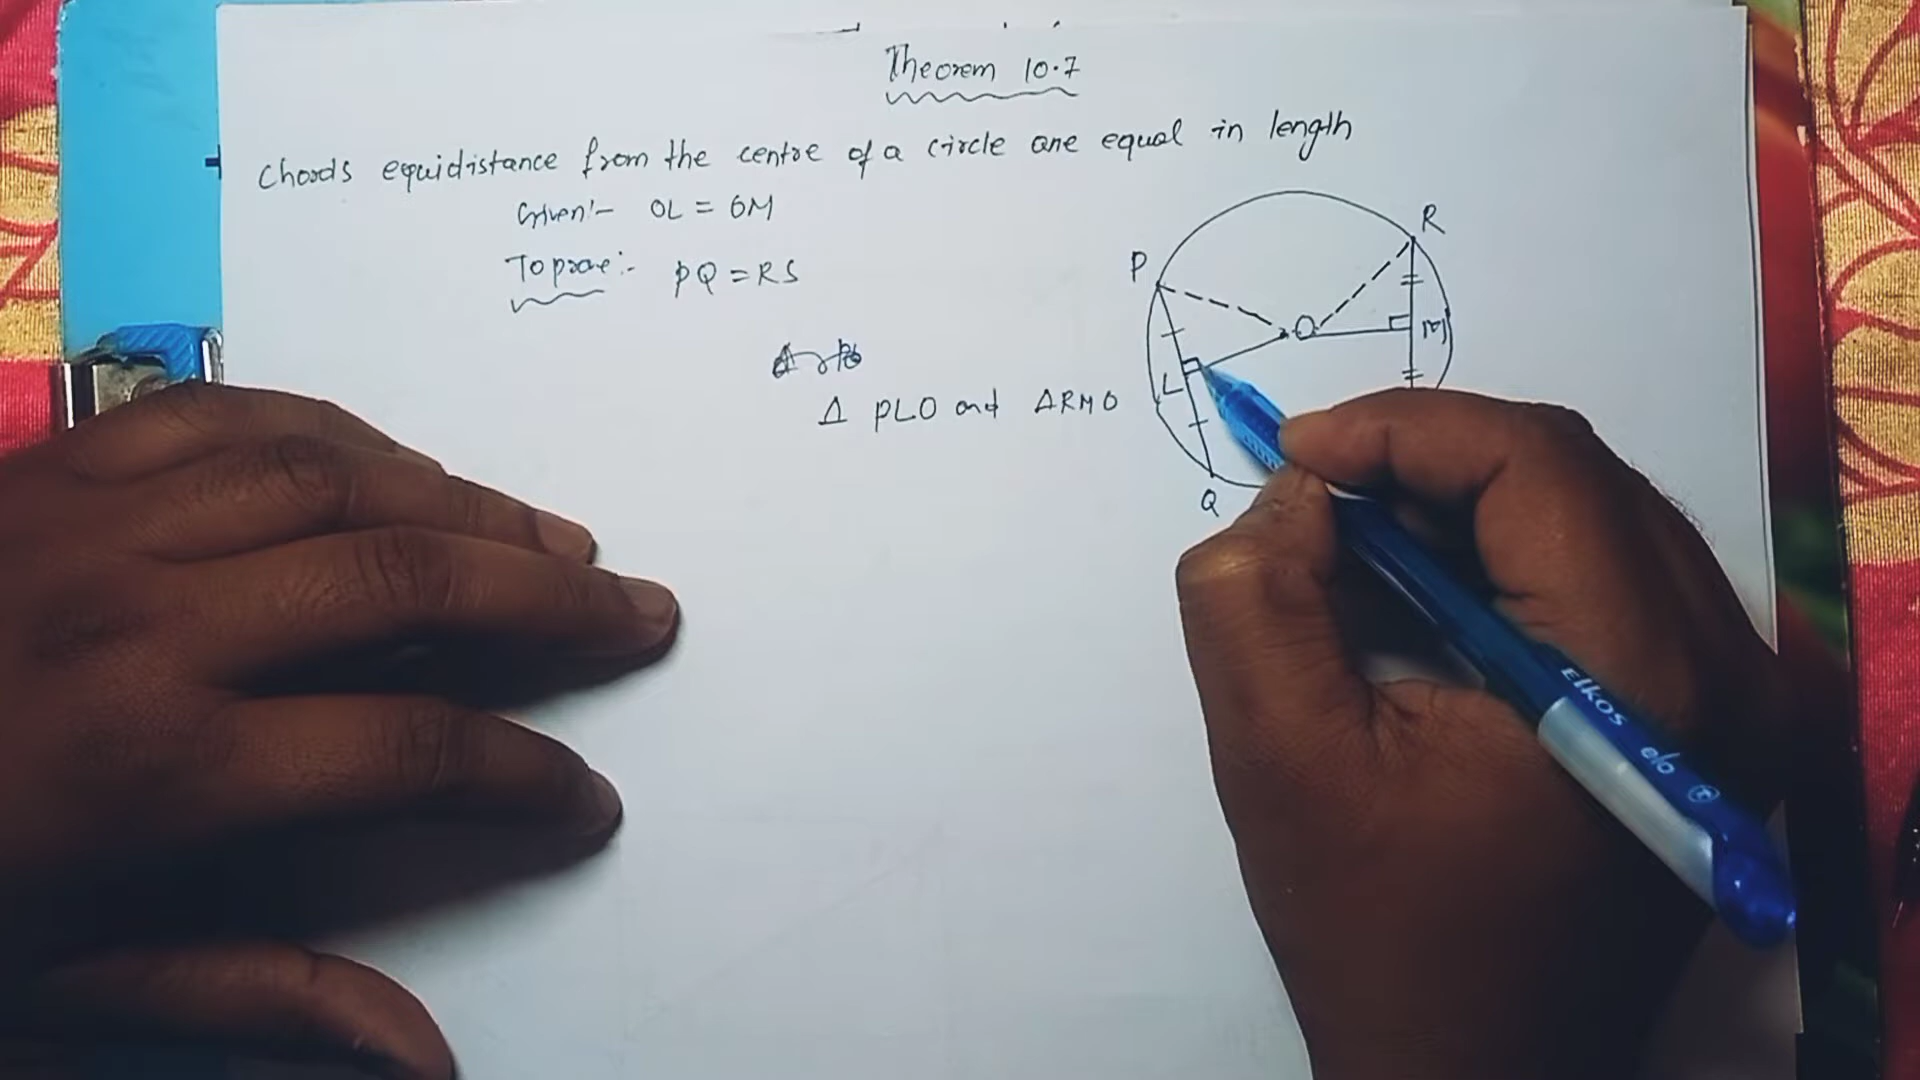 Theorem 10.7
Chords equidistance from the centre of a circle are equal in length
Given:- OL = OM
To prove:- PQ = RS
Δ PLO and ΔRMO
P
R
O
M
L
Q
Elkos elo